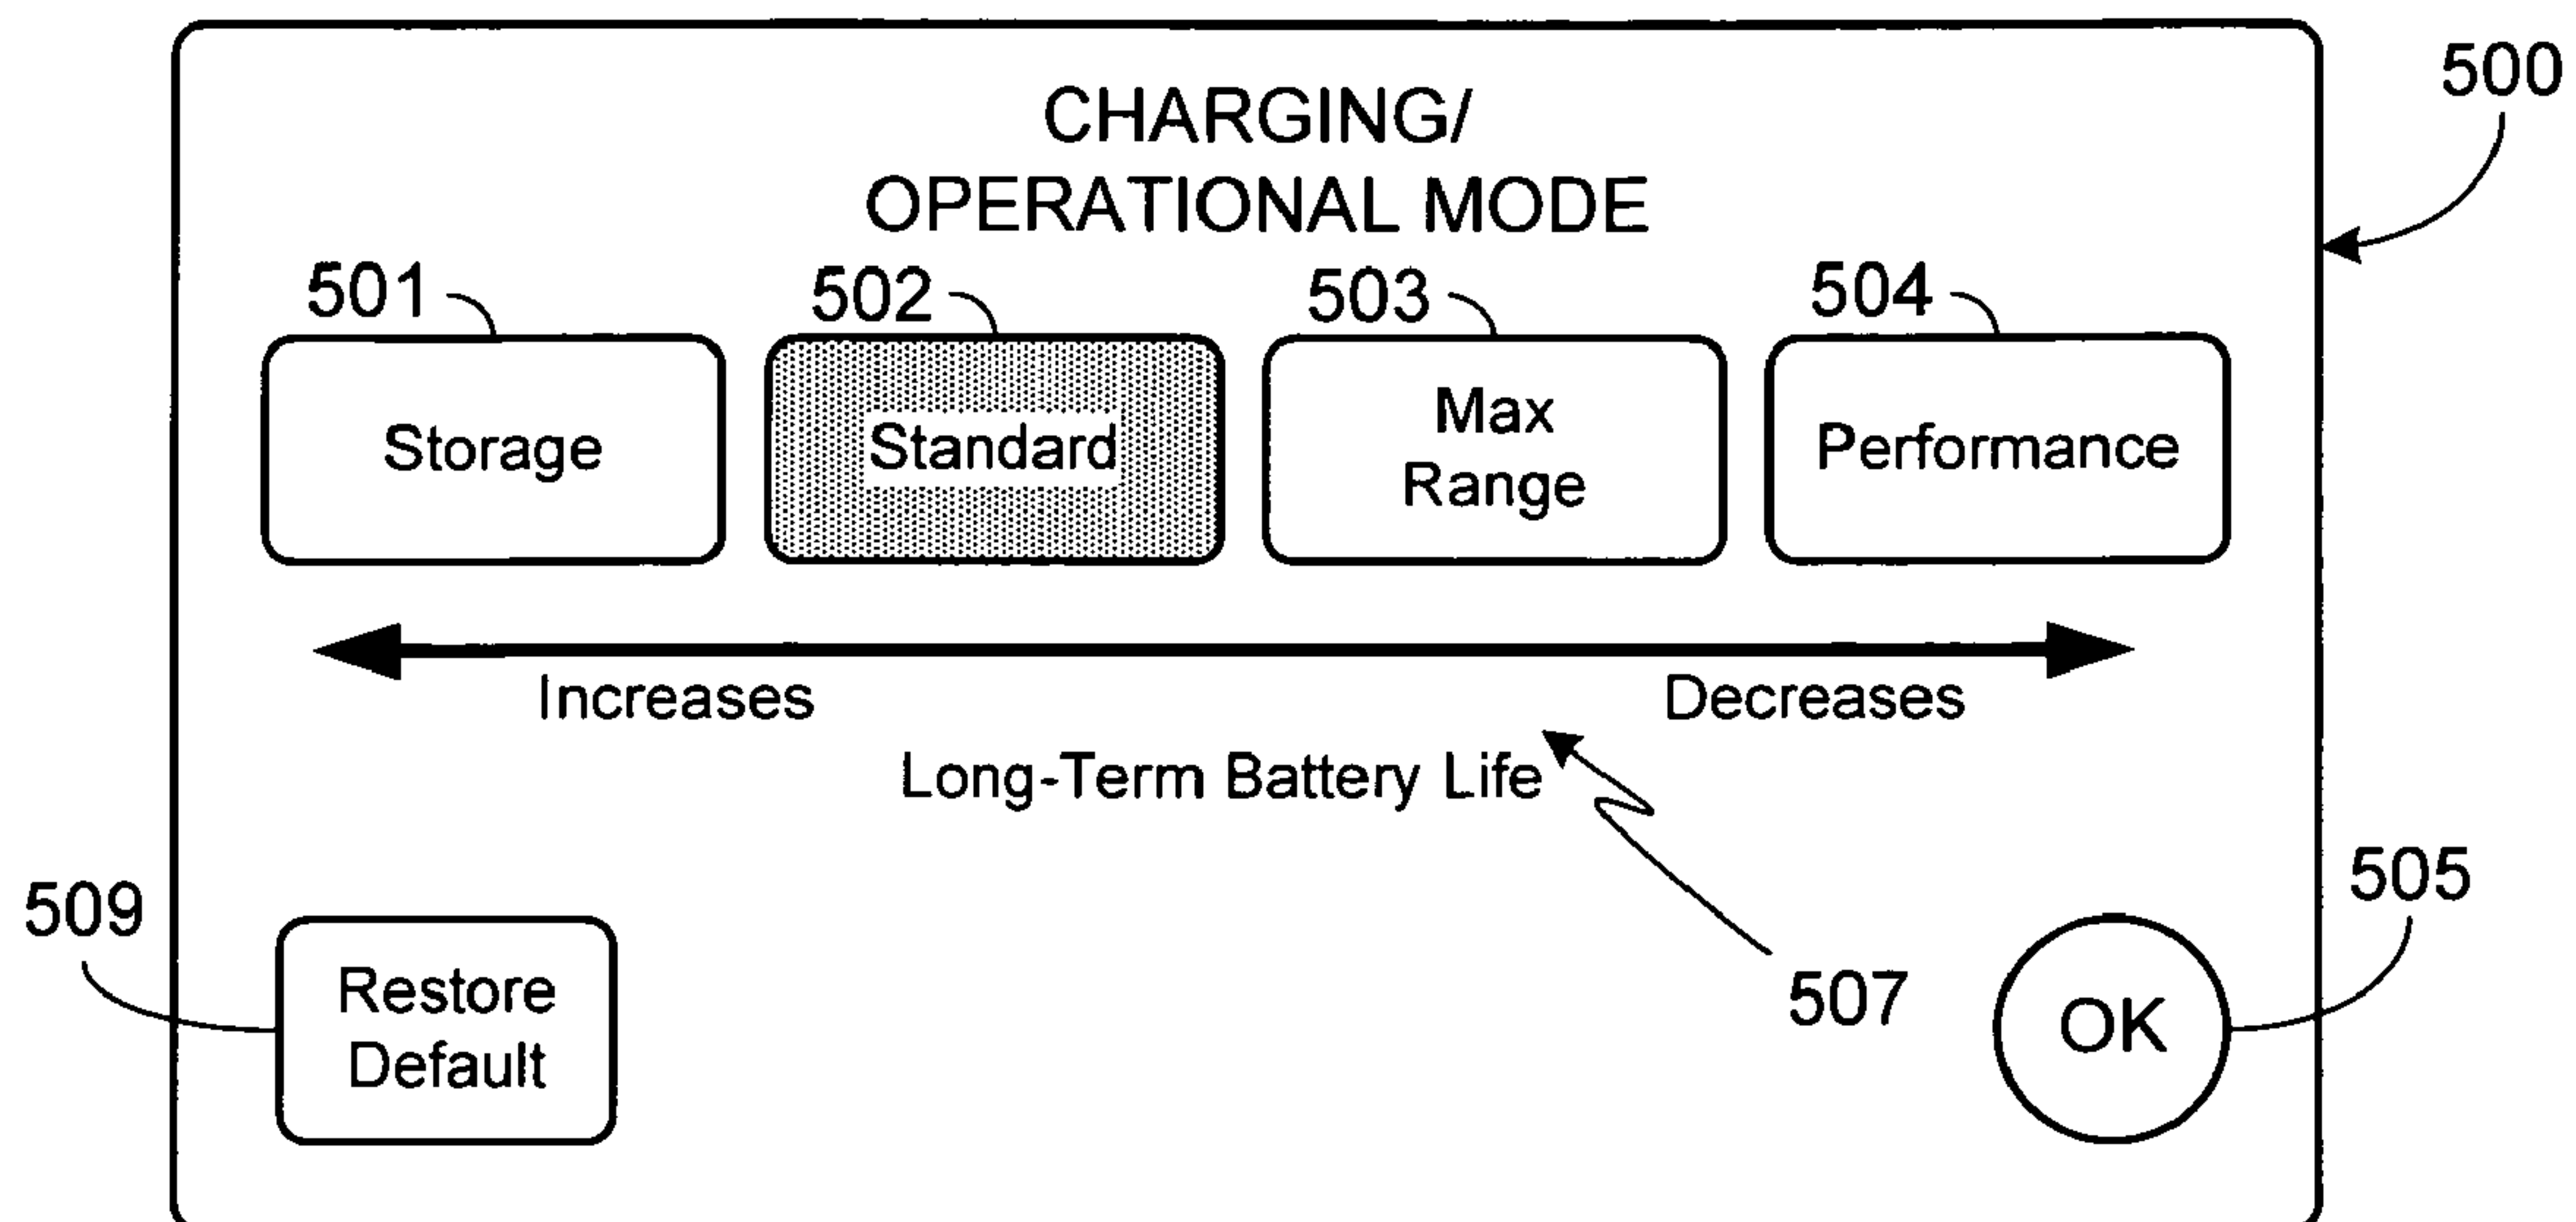 500
CHARGING/
OPERATIONAL MODE
501 502 503 504
Storage Standard Max Range Performance
Increases Decreases
Long-Term Battery Life
509 505
507
Restore
Default
OK